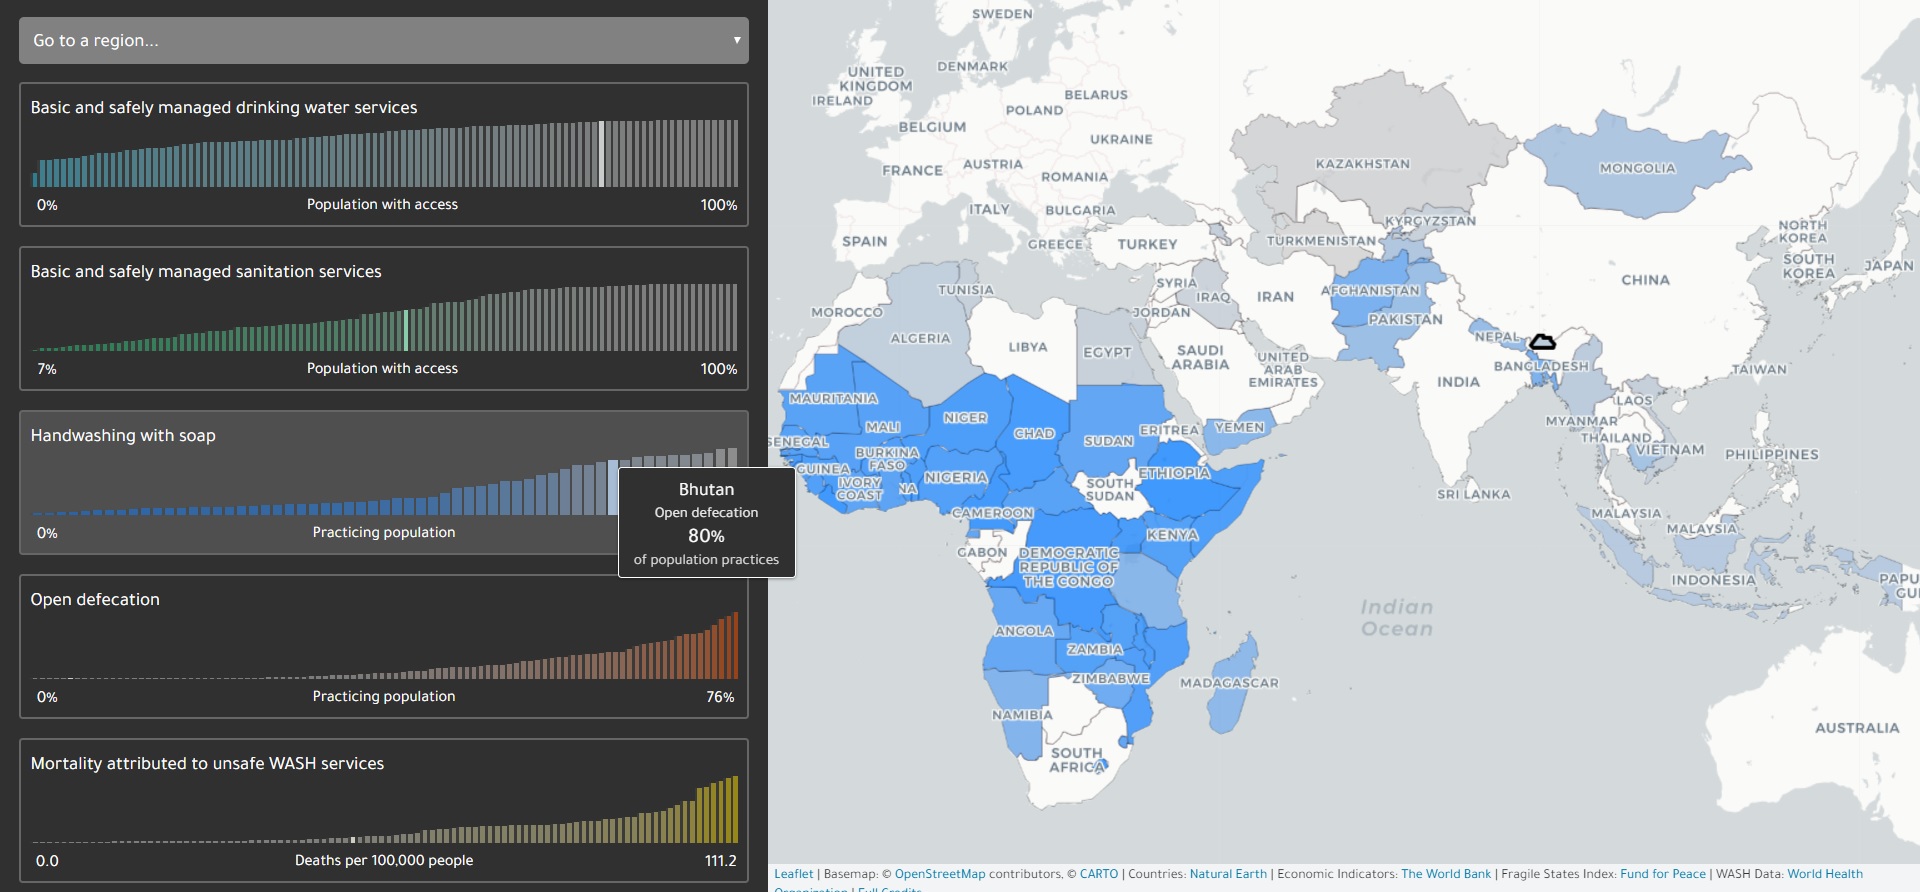 Go to a region...
Basic and safely managed drinking water services
0% Population with access 100%
Basic and safely managed sanitation services
7% Population with access 100%
Handwashing with soap
0% Practicing population
Bhutan
Open defecation
80%
of population practices
Open defecation
0% Practicing population 76%
Mortality attributed to unsafe WASH services
0.0 Deaths per 100,000 people 111.2
SWEDEN
UNITED
KINGDOM
DENMARK
IRELAND
BELARUS
POLAND
BELGIUM
UKRAINE
FRANCE
AUSTRIA
ROMANIA
KAZAKHSTAN
MONGOLIA
ITALY
BULGARIA
KYRGYZSTAN
SPAIN
GREECE
TURKEY
TURKMENISTAN
NORTH
KOREA
SOUTH
KOREA
JAPAN
CHINA
TUNISIA
SYRIA
IRAQ
IRAN
AFGHANISTAN
MOROCCO
JORDAN
PAKISTAN
ALGERIA
LIBYA
EGYPT
SAUDI
ARABIA
UNITED
ARAB
EMIRATES
NEPAL
BANGLADESH
INDIA
TAIWAN
MAURITANIA
MALI
NIGER
CHAD
SUDAN
ERITREA
YEMEN
MYANMAR
LAOS
THAILAND
VIETNAM
PHILIPPINES
SENEGAL
GUINEA
BURKINA
FASO
IVORY
COAST
NA
NIGERIA
SOUTH
SUDAN
ETHIOPIA
SRI LANKA
CAMEROON
MALAYSIA
MALAYSIA
GABON
DEMOCRATIC
REPUBLIC OF
THE CONGO
KENYA
INDONESIA
PAPU
GU
Indian
Ocean
ANGOLA
ZAMBIA
ZIMBABWE
MADAGASCAR
NAMIBIA
SOUTH
AFRICA
AUSTRALIA
Leaflet | Basemap: © OpenStreetMap contributors, © CARTO | Countries: Natural Earth | Economic Indicators: The World Bank | Fragile States Index: Fund for Peace | WASH Data: World Health
Organization | Full Credits